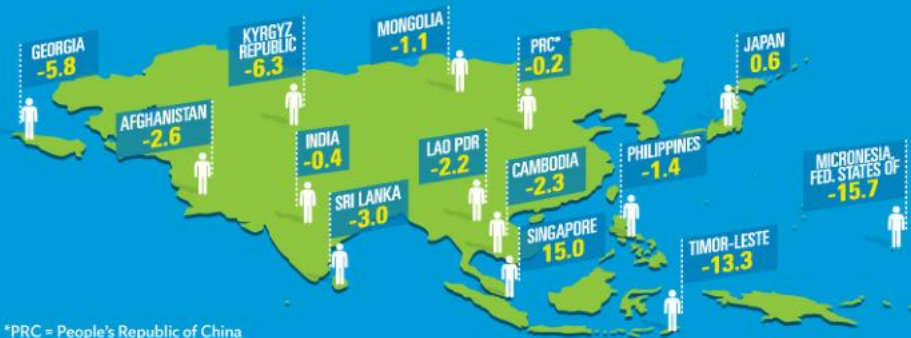 GEORGIA
-5.8
KYRGYZ
REPUBLIC
-6.3
MONGOLIA
-1.1
PRC*
-0.2
JAPAN
0.6
AFGHANISTAN
-2.6
INDIA
-0.4
LAO PDR
-2.2
CAMBODIA
-2.3
PHILIPPINES
-1.4
MICRONESIA,
FED. STATES OF
-15.7
SRI LANKA
-3.0
SINGAPORE
15.0
TIMOR-LESTE
-13.3
*PRC = People's Republic of China